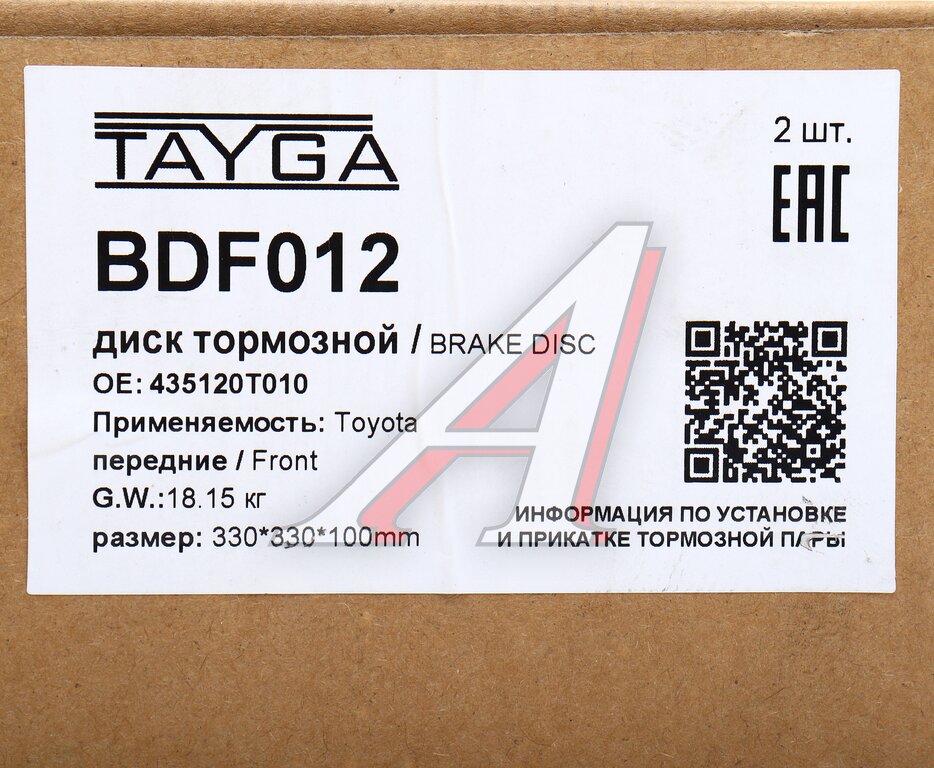 TAYGA
2 шт.
EAC
BDF012
диск тормозной / BRAKE DISC
OE: 435120T010
Применяемость: Toyota
передние / Front
G.W.:18.15 кг
размер: 330*330*100mm
ИНФОРМАЦИЯ ПО УСТАНОВКЕ
И ПРИКАТКЕ ТОРМОЗНОЙ ПАРЫ